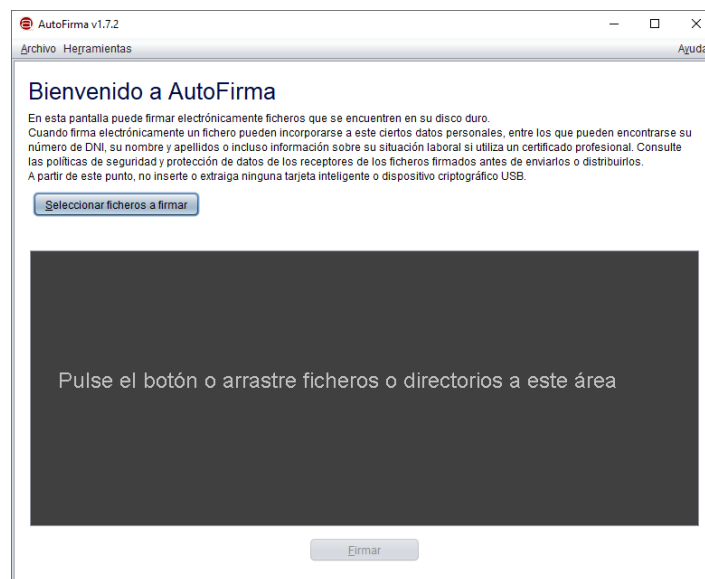 AutoFirma v1.7.2
Archivo Herramientas Ayuda
Bienvenido a AutoFirma
En esta pantalla puede firmar electrónicamente ficheros que se encuentren en su disco duro.
Cuando firma electrónicamente un fichero pueden incorporarse a este ciertos datos personales, entre los que pueden encontrarse su
número de DNI, su nombre y apellidos o incluso información sobre su situación laboral si utiliza un certificado profesional. Consulte
las políticas de seguridad y protección de datos de los receptores de los ficheros firmados antes de enviarlos o distribuirlos.
A partir de este punto, no inserte o extraiga ninguna tarjeta inteligente o dispositivo criptográfico USB.
Seleccionar ficheros a firmar
Pulse el botón o arrastre ficheros o directorios a este área
Firmar